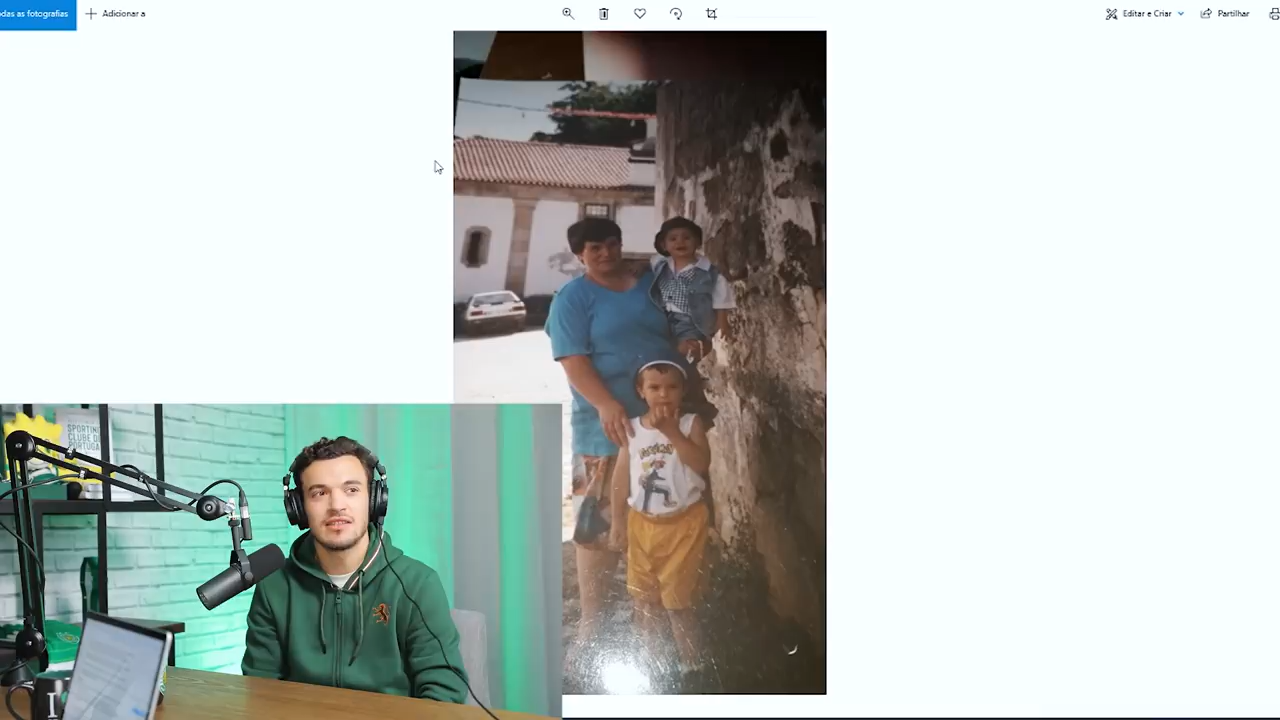 das as fotografias
Adicionar a
Editar e Criar
Partilhar
SPORTING
CLUBE DE
PORTUGAL